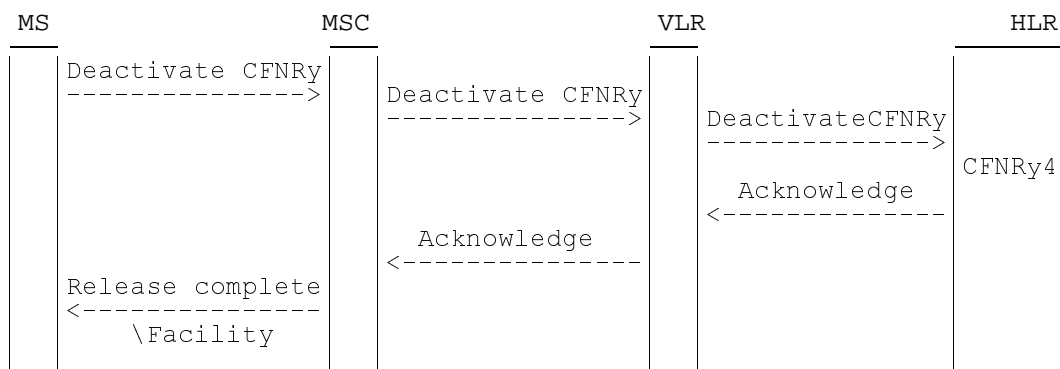 MS MSC VLR HLR
Deactivate CFNRy
--------------->
Deactivate CFNRy
--------------->
DeactivateCFNRy
-------------->
CFNRy4
Acknowledge
<--------------
Acknowledge
<---------------
Release complete
<---------------
\Facility